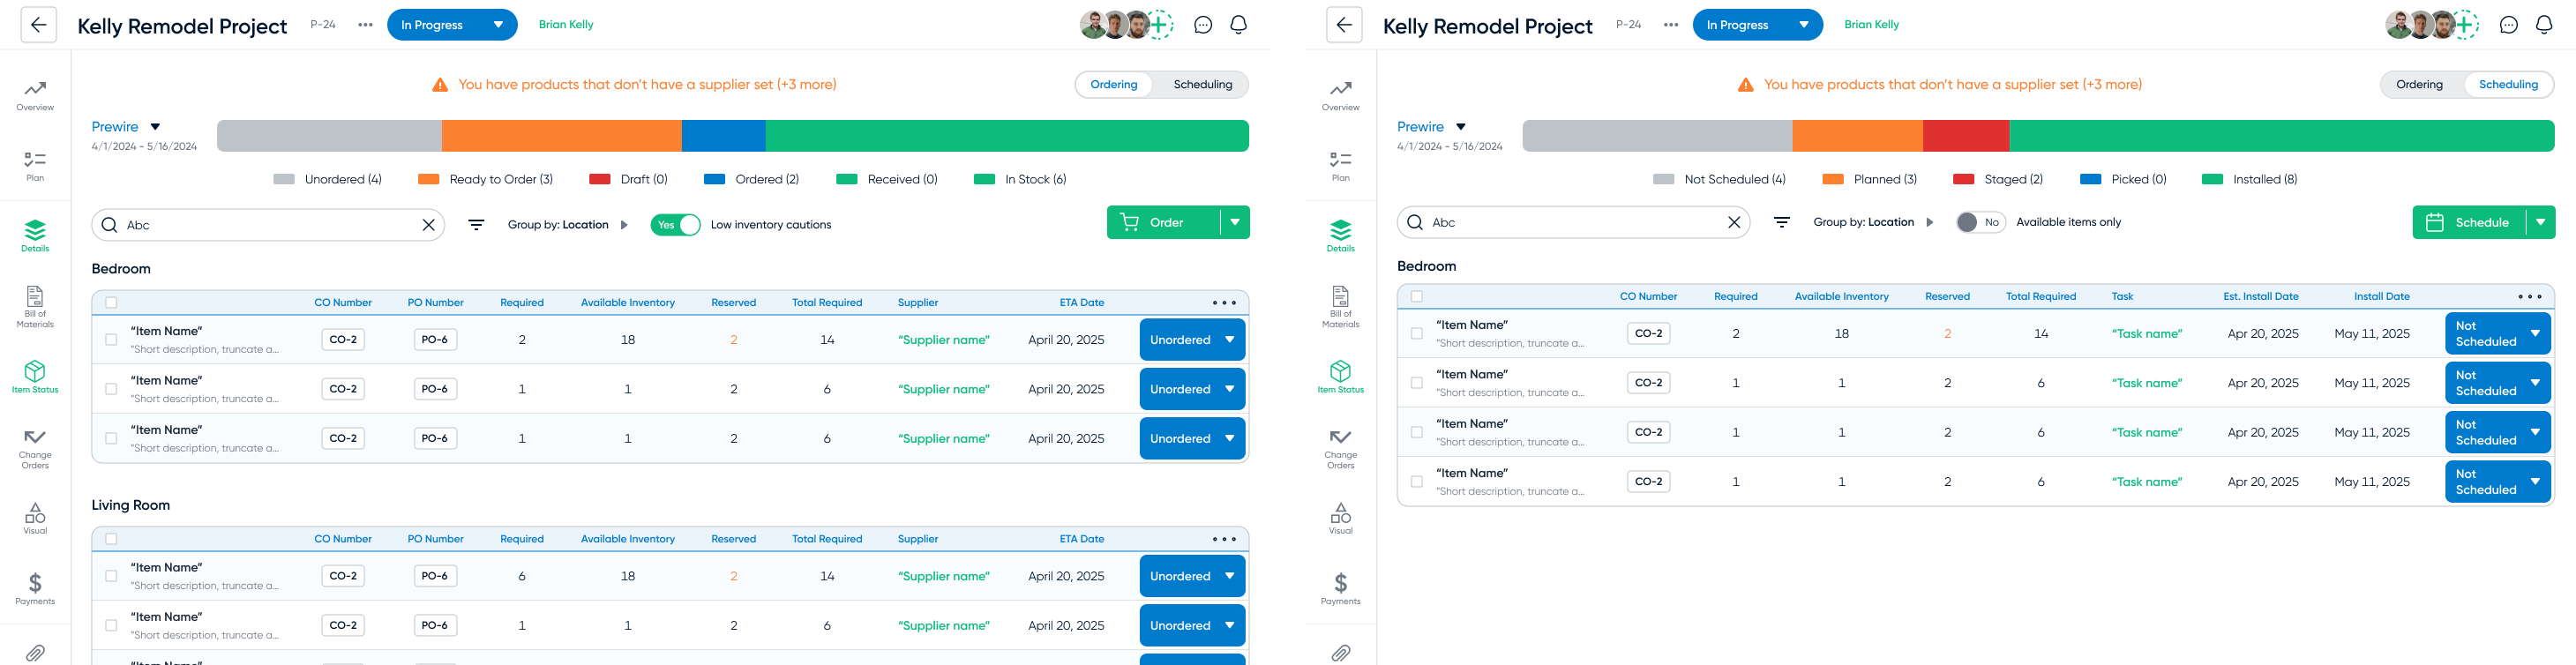 Kelly Remodel Project P-24 ••• In Progress Brian Kelly
You have products that don't have a supplier set (+3 more) Ordering Scheduling
Overview
Prewire
4/1/2024 - 5/16/2024
Plan
Unordered (4) Ready to Order (3) Draft (0) Ordered (2) Received (0) In Stock (6)
Abc Group by: Location Yes Low inventory cautions Order
Details
Bill of
Materials
Item Status
Change
Orders
Visual
Payments
Bedroom
CO Number PO Number Required Available Inventory Reserved Total Required Supplier ETA Date
“Item Name” CO-2 PO-6 2 18 2 14 “Supplier name” April 20, 2025 Unordered
“Short description, truncate a...
“Item Name” CO-2 PO-6 1 1 2 6 “Supplier name” April 20, 2025 Unordered
“Short description, truncate a...
“Item Name” CO-2 PO-6 1 1 2 6 “Supplier name” April 20, 2025 Unordered
“Short description, truncate a...
Living Room
CO Number PO Number Required Available Inventory Reserved Total Required Supplier ETA Date
“Item Name” CO-2 PO-6 6 18 2 14 “Supplier name” April 20, 2025 Unordered
“Short description, truncate a...
“Item Name” CO-2 PO-6 1 1 2 6 “Supplier name” April 20, 2025 Unordered
“Short description, truncate a...
“Item Name”
Kelly Remodel Project P-24 ••• In Progress Brian Kelly
You have products that don't have a supplier set (+3 more) Ordering Scheduling
Overview
Prewire
4/1/2024 - 5/16/2024
Plan
Not Scheduled (4) Planned (3) Staged (2) Picked (0) Installed (8)
Abc Group by: Location No Available items only Schedule
Details
Bill of
Materials
Item Status
Change
Orders
Visual
Payments
Bedroom
CO Number Required Available Inventory Reserved Total Required Task Est. Install Date Install Date
“Item Name” CO-2 2 18 2 14 “Task name” Apr 20, 2025 May 11, 2025 Not Scheduled
“Short description, truncate a...
“Item Name” CO-2 1 1 2 6 “Task name” Apr 20, 2025 May 11, 2025 Not Scheduled
“Short description, truncate a...
“Item Name” CO-2 1 1 2 6 “Task name” Apr 20, 2025 May 11, 2025 Not Scheduled
“Short description, truncate a...
“Item Name” CO-2 1 1 2 6 “Task name” Apr 20, 2025 May 11, 2025 Not Scheduled
“Short description, truncate a...